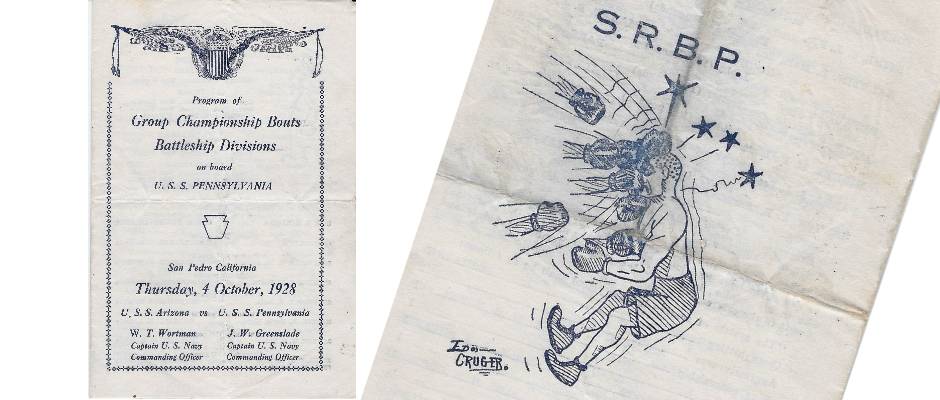 Program of
Group Championship Bouts
Battleship Divisions
on board
U. S. S. PENNSYLVANIA
San Pedro California
Thursday, 4 October, 1928
U. S. S. Arizona vs U. S. S. Pennsylvania
W. T. Wortman J. W. Greenslade
Captain U. S. Navy Captain U. S. Navy
Commanding Officer Commanding Officer
S. R. B. P.
CRUGER.